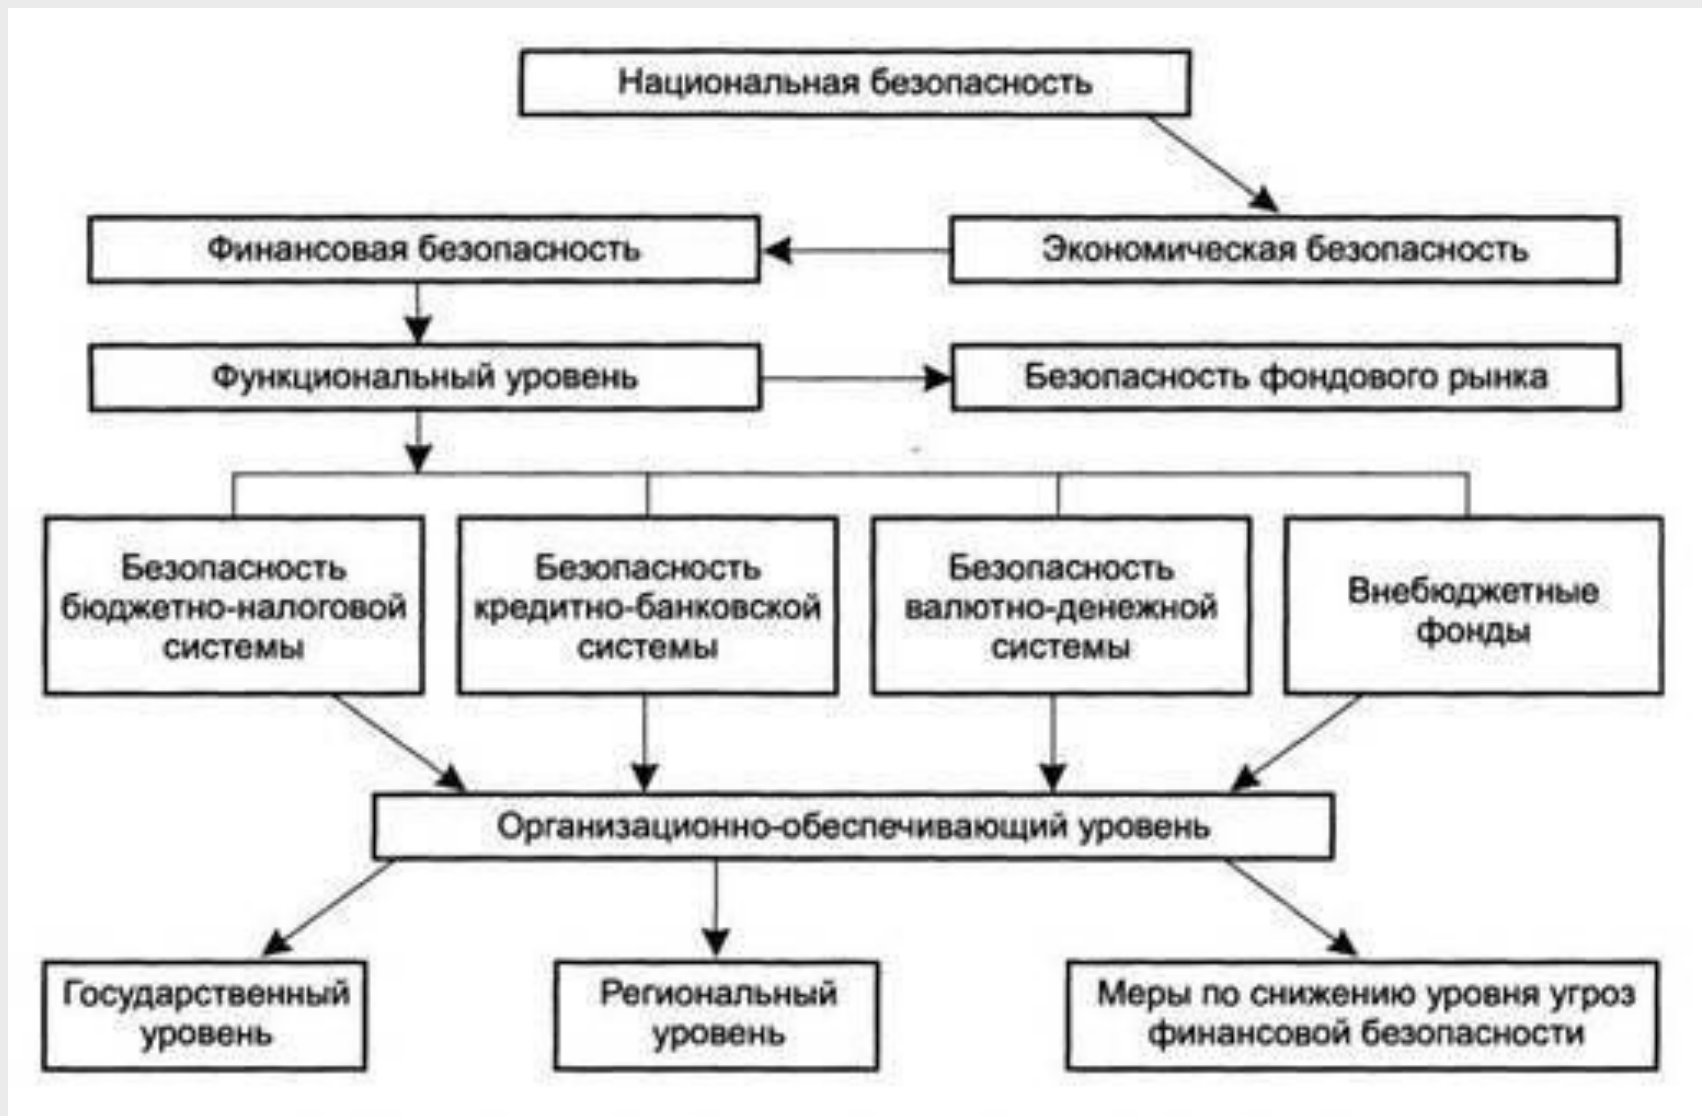 Национальная безопасность
Финансовая безопасность
Экономическая безопасность
Функциональный уровень
Безопасность фондового рынка
Безопасность
бюджетно-налоговой
системы
Безопасность
кредитно-банковской
системы
Безопасность
валютно-денежной
системы
Внебюджетные
фонды
Организационно-обеспечивающий уровень
Государственный
уровень
Региональный
уровень
Меры по снижению уровня угроз
финансовой безопасности